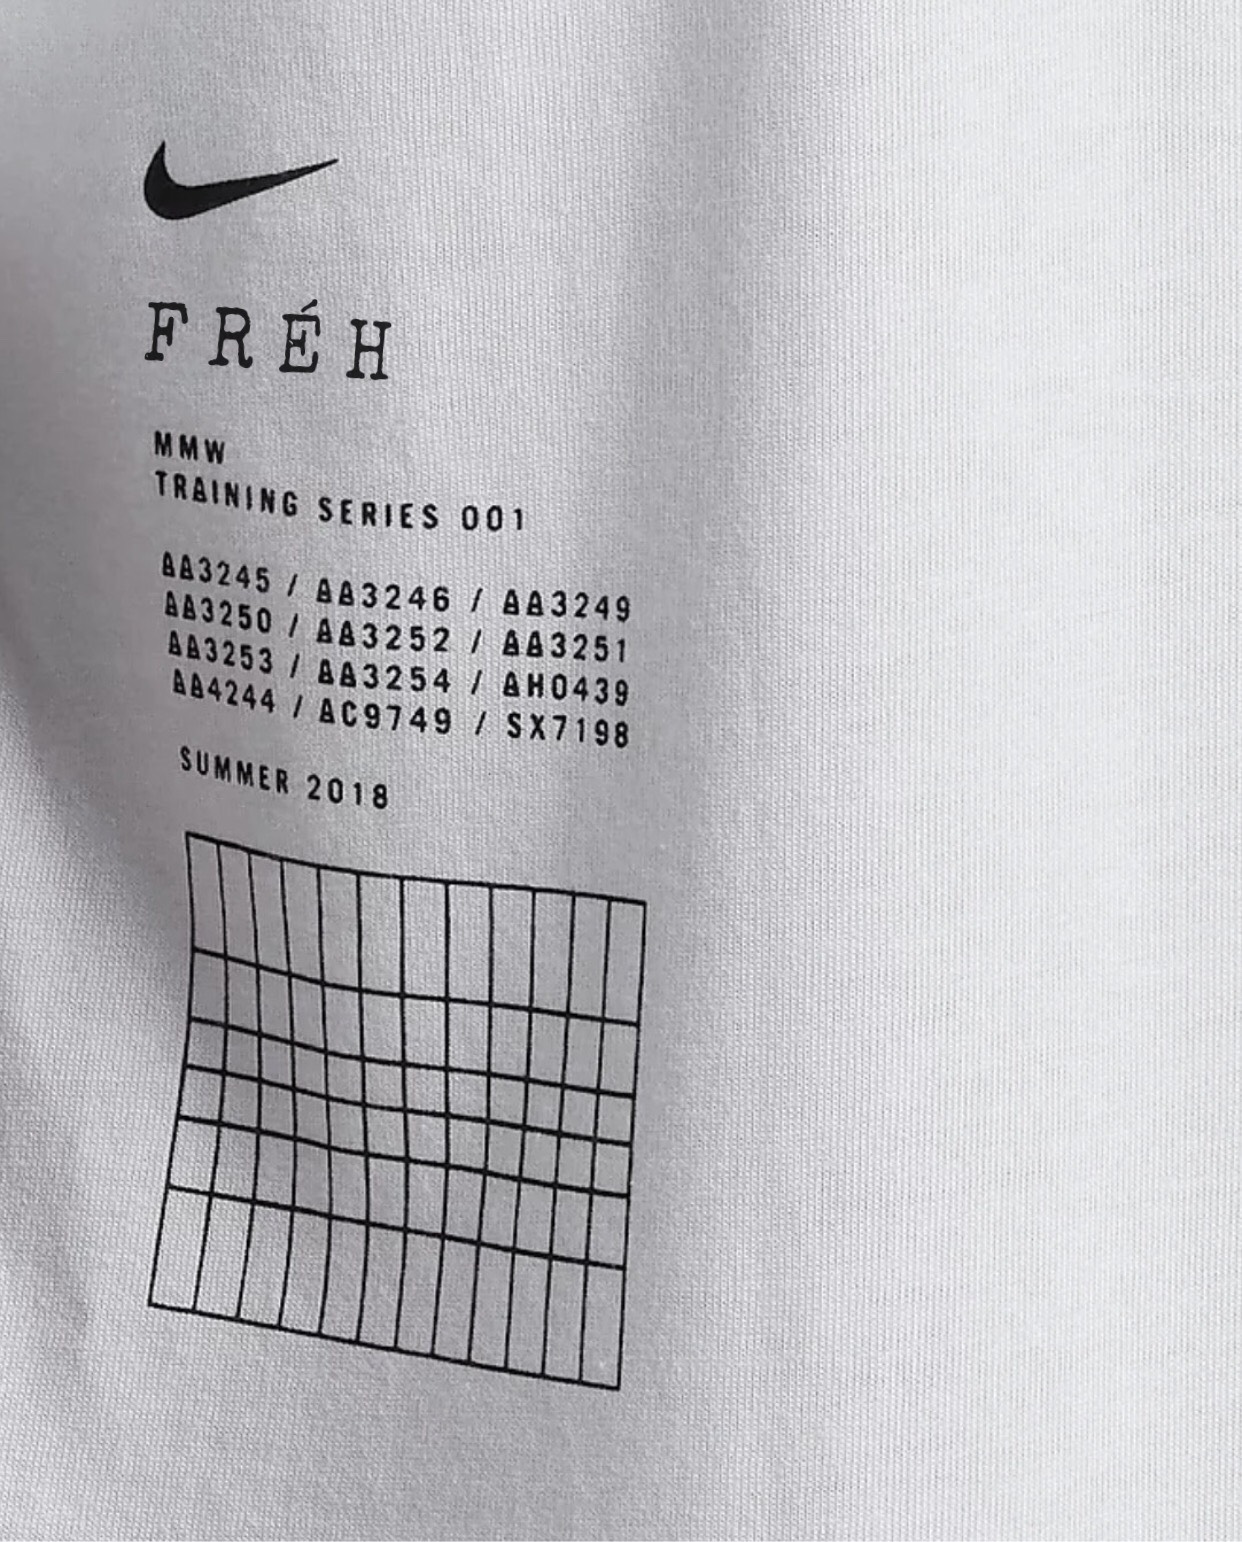 FRÉH
MMW
TRAINING SERIES 001
AA3245 / AA3246 / AA3249
AA3250 / AA3252 / AA3251
AA3253 / AA3254 / AH0439
AA4244 / AC9749 / SX7198
SUMMER 2018